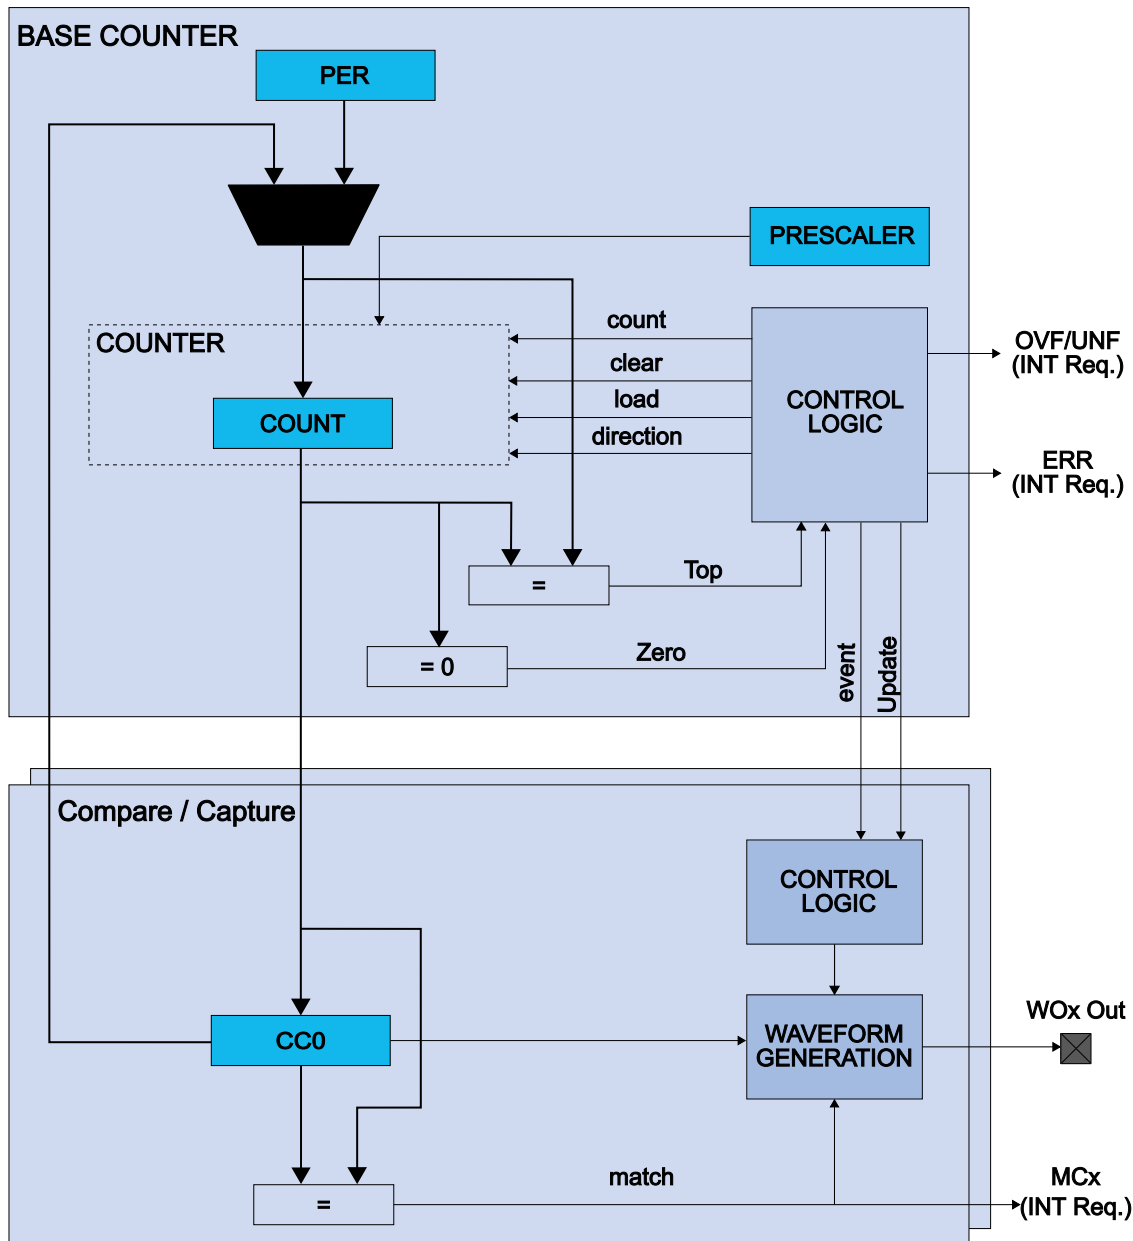 BASE COUNTER
PER
PRESCALER
COUNTER
COUNT
count
clear
load
direction
CONTROL
LOGIC
OVF/UNF
(INT Req.)
ERR
(INT Req.)
=
Top
= 0
Zero
event
Update
Compare / Capture
CONTROL
LOGIC
CC0
WAVEFORM
GENERATION
WOx Out
=
match
MCx
(INT Req.)